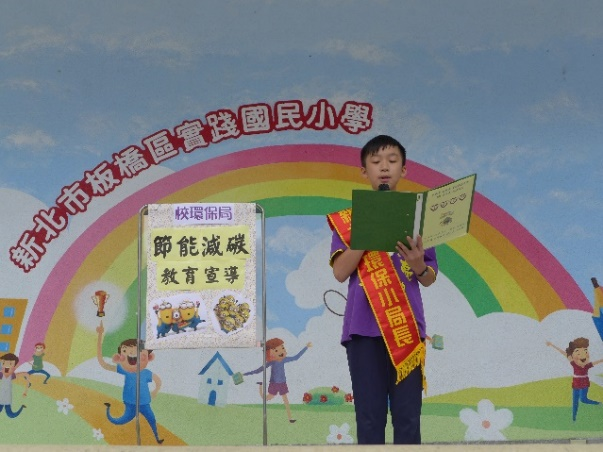 新北市板橋區實踐國民小學
校環保局
節能減碳
教育宣導
環保小局長